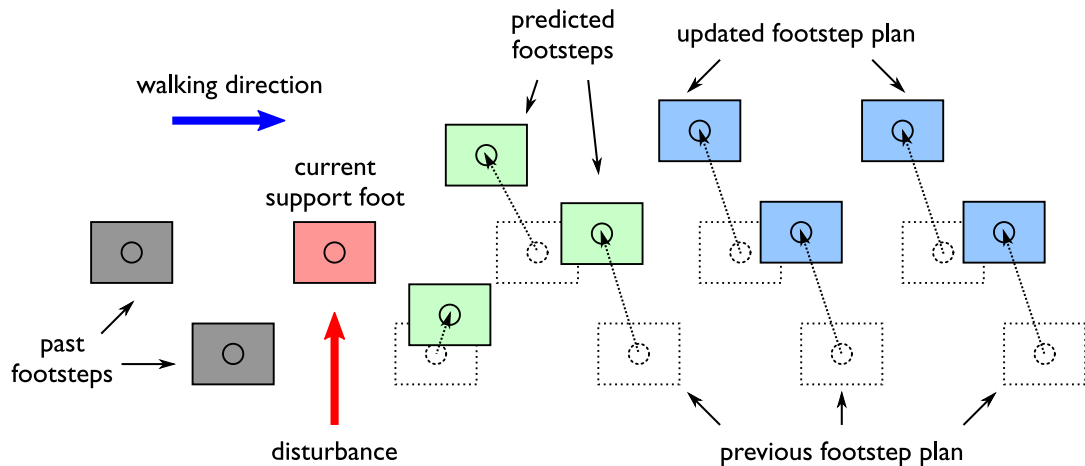 predicted
footsteps
updated footstep plan
walking direction
current
support foot
past
footsteps
disturbance
previous footstep plan